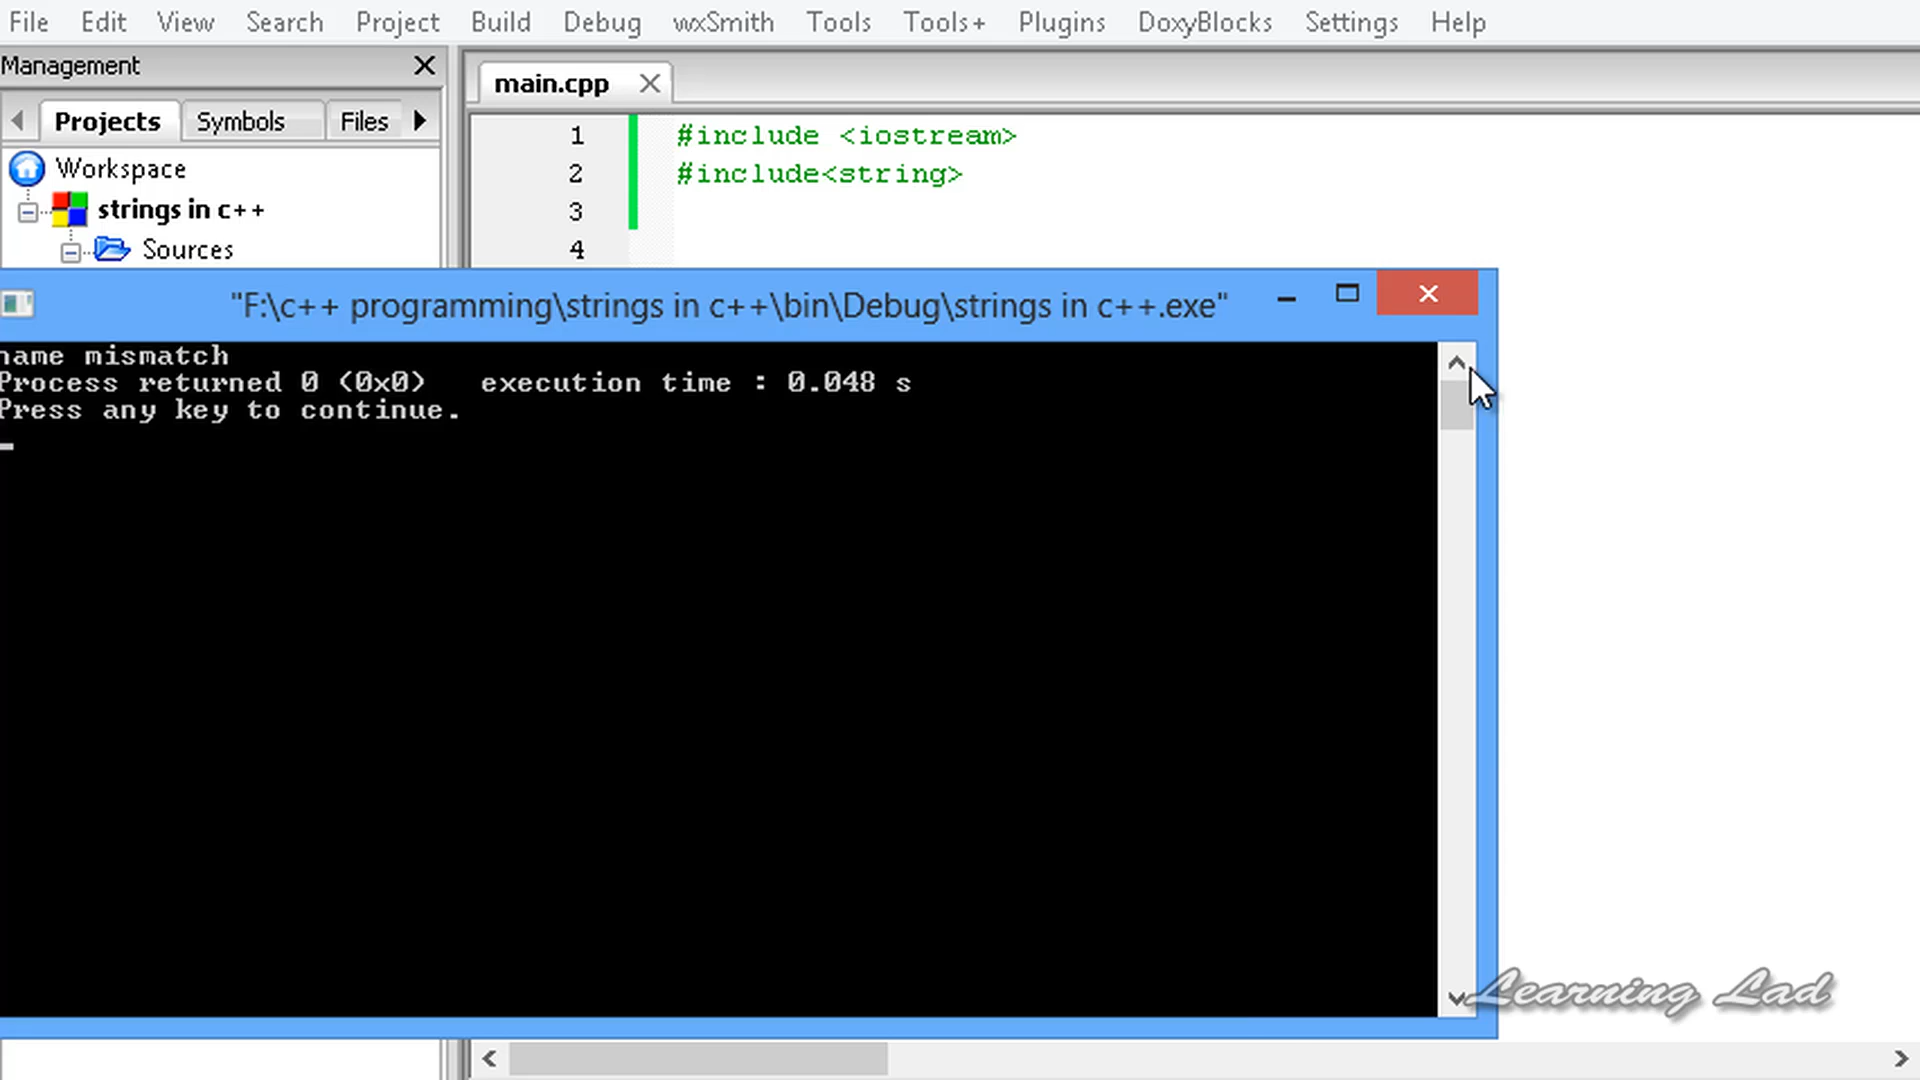 File Edit View Search Project Build Debug wxSmith Tools Tools+ Plugins DoxyBlocks Settings Help
Management
main.cpp
Projects Symbols Files
1 #include <iostream>
Workspace
2 #include<string>
strings in c++
3
Sources
4
"F:\c++ programming\strings in c++\bin\Debug\strings in c++.exe"
name mismatch
Process returned 0 (0x0) execution time : 0.048 s
Press any key to continue.
Learning Lad